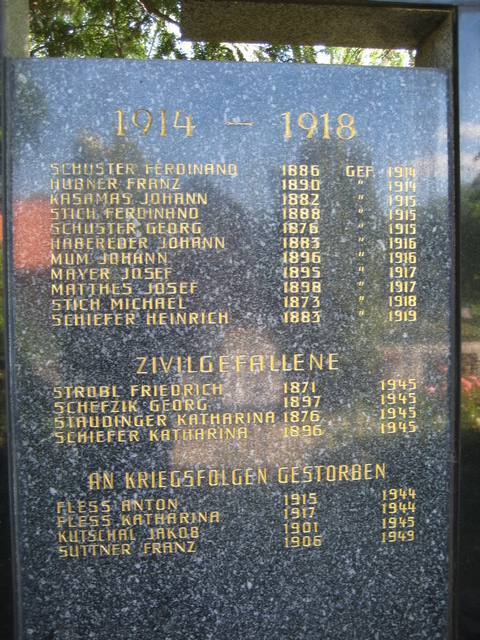 1914 – 1918
SCHUSTER FERDINAND 1886 GEF. 1914
HÜBNER FRANZ 1890 " 1914
KASAMAS JOHANN 1882 " 1915
STICH FERDINAND 1888 " 1915
SCHUSTER GEORG 1876 " 1915
HABEREDER JOHANN 1883 " 1916
MUM JOHANN 1896 " 1916
MAYER JOSEF 1895 " 1917
MATTHES JOSEF 1898 " 1917
STICH MICHAEL 1873 " 1918
SCHIEFER HEINRICH 1883 " 1919
ZIVILGEFALLENE
STROBL FRIEDRICH 1871 1945
SCHEFZIK GEORG 1897 1945
STAUDINGER KATHARINA 1876 1945
SCHIEFER KATHARINA 1896 1945
AN KRIEGSFOLGEN GESTORBEN
FLESS ANTON 1915 1944
FLESS KATHARINA 1917 1944
KUTSCHAL JAKOB 1901 1945
SUTTNER FRANZ 1906 1949